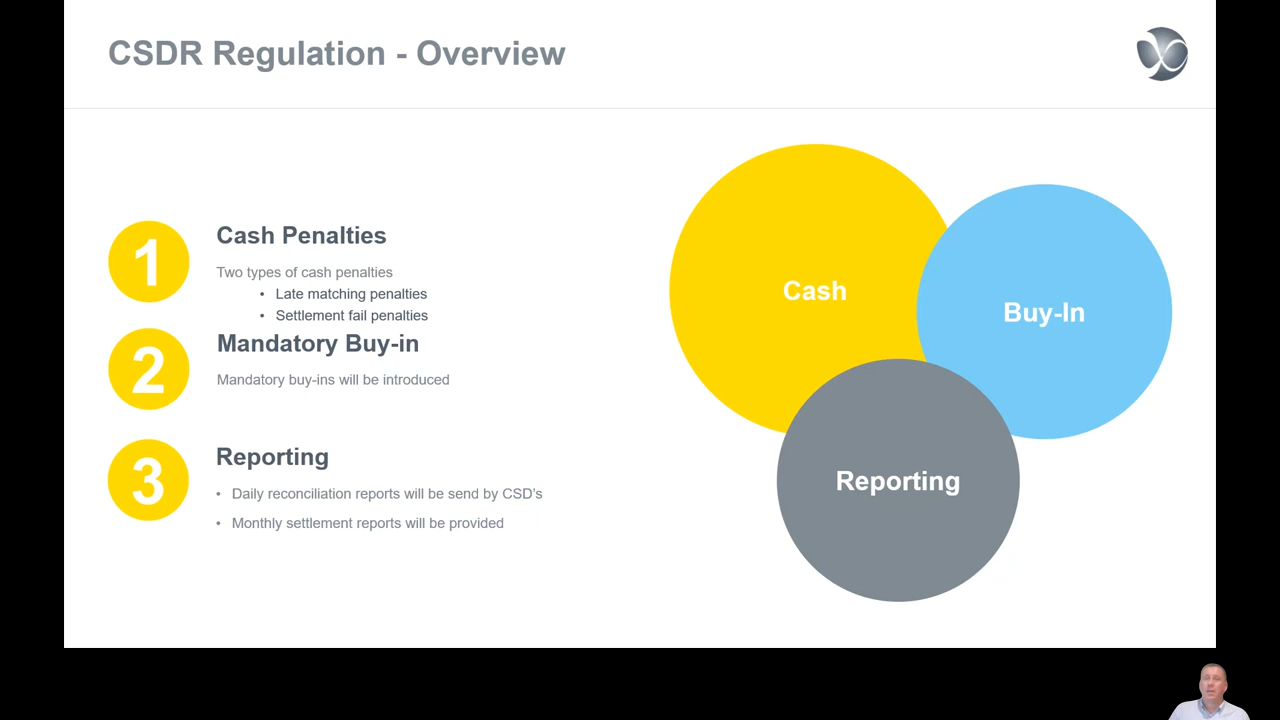 CSDR Regulation - Overview
1
Cash Penalties
Two types of cash penalties
• Late matching penalties
• Settlement fail penalties
2
Mandatory Buy-in
Mandatory buy-ins will be introduced
3
Reporting
• Daily reconciliation reports will be send by CSD's
• Monthly settlement reports will be provided
Cash
Buy-In
Reporting